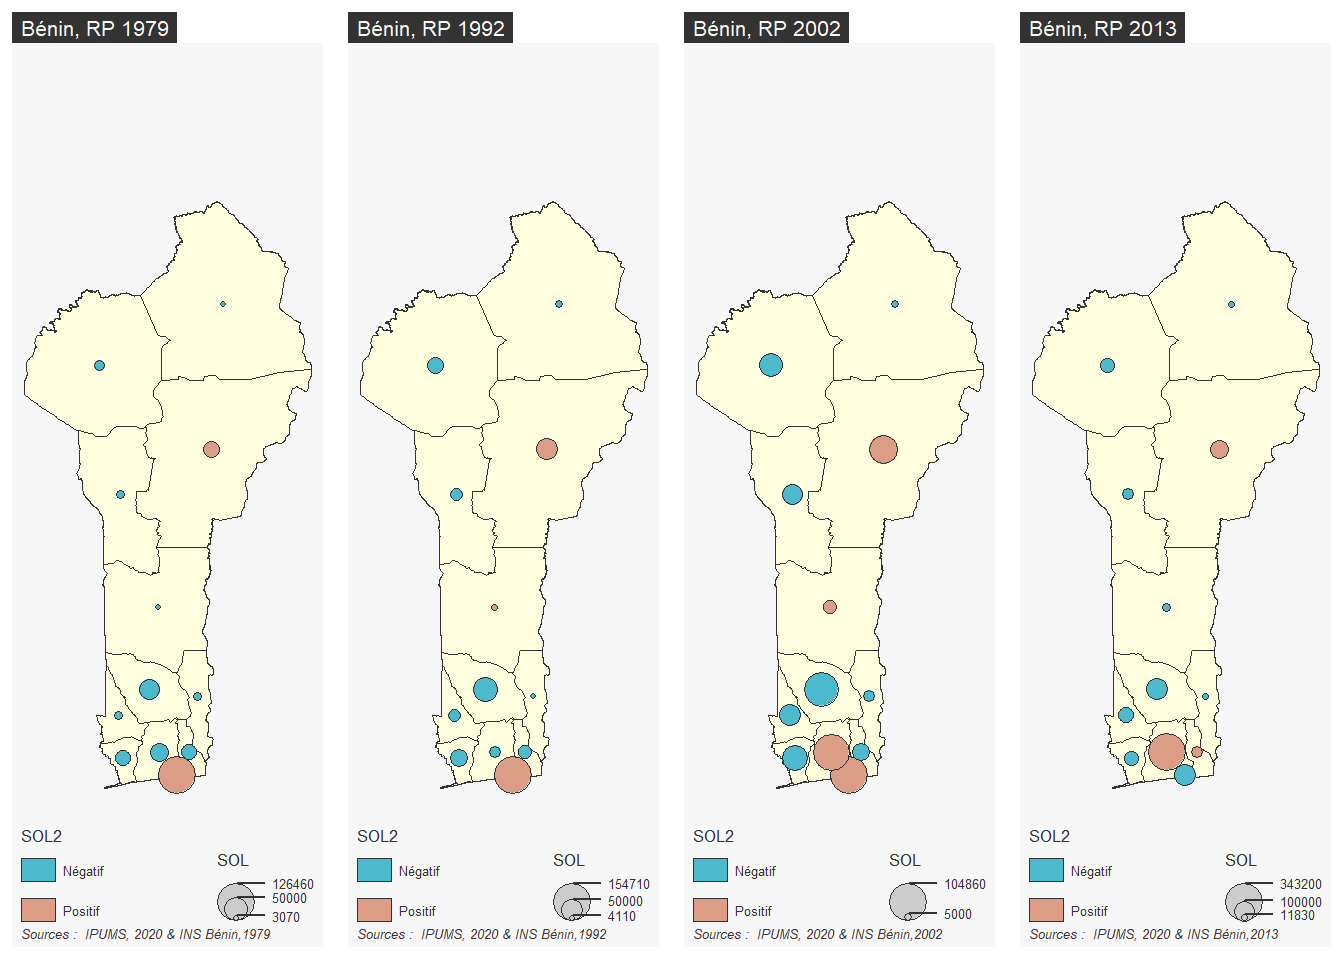 Bénin, RP 1979
SOL2
Négatif
Positif
SOL
126460
50000
3070
Sources : IPUMS, 2020 & INS Bénin,1979
Bénin, RP 1992
SOL2
Négatif
Positif
SOL
154710
50000
4110
Sources : IPUMS, 2020 & INS Bénin,1992
Bénin, RP 2002
SOL2
Négatif
Positif
SOL
104860
5000
Sources : IPUMS, 2020 & INS Bénin,2002
Bénin, RP 2013
SOL2
Négatif
Positif
SOL
343200
100000
11830
Sources : IPUMS, 2020 & INS Bénin,2013